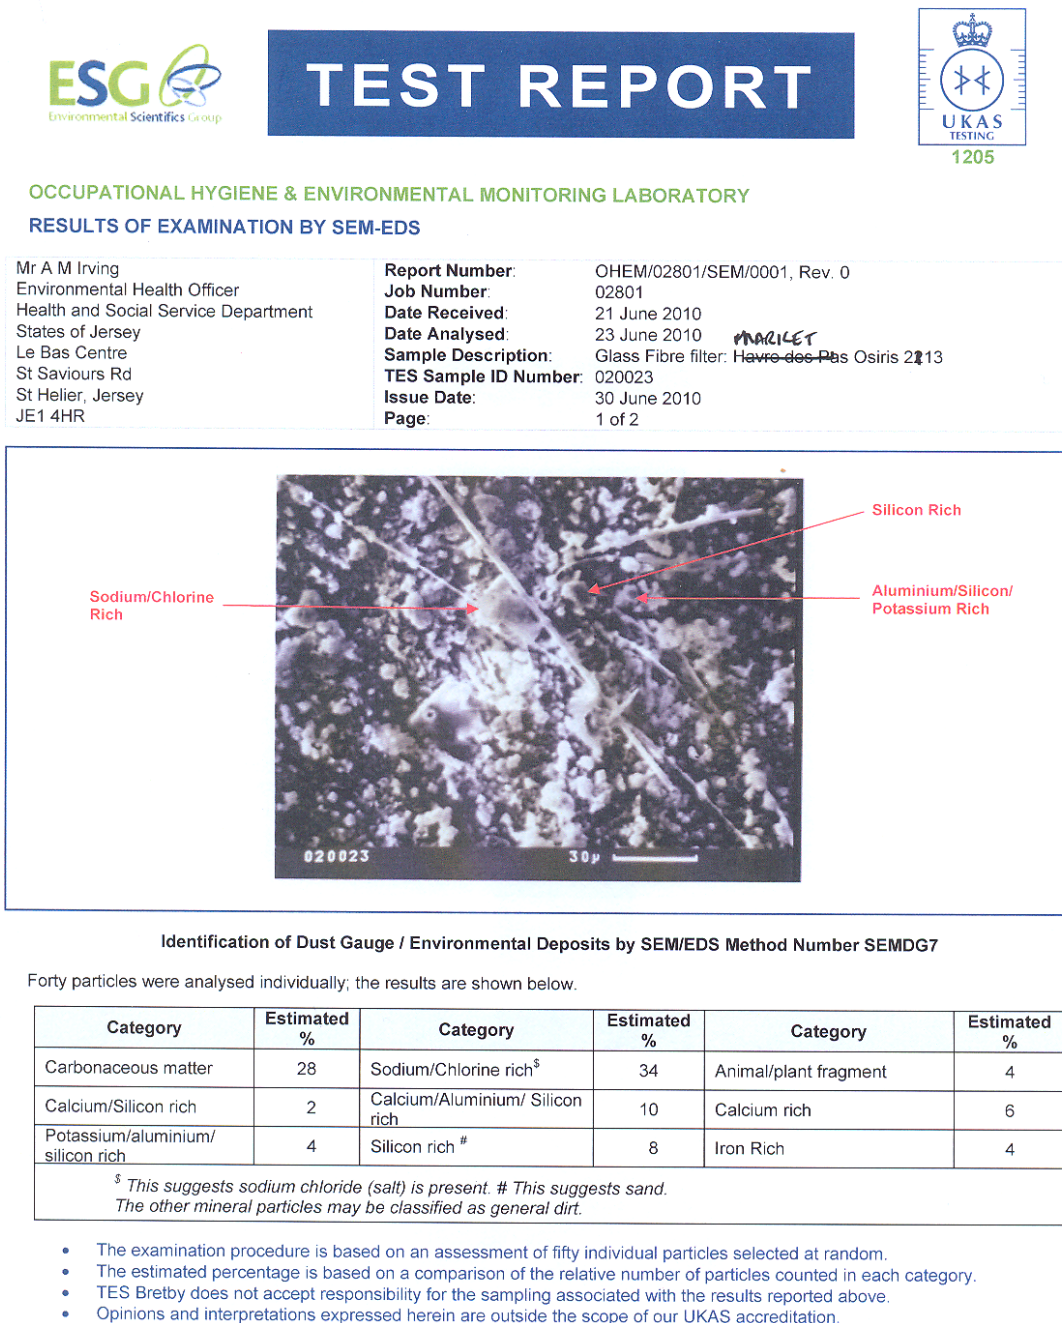 ESG
Environmental Scientifics Group
TEST REPORT
UKAS
TESTING
1205
OCCUPATIONAL HYGIENE & ENVIRONMENTAL MONITORING LABORATORY
RESULTS OF EXAMINATION BY SEM-EDS
Mr A M Irving
Environmental Health Officer
Health and Social Service Department
States of Jersey
Le Bas Centre
St Saviours Rd
St Helier, Jersey
JE1 4HR
Report Number: OHEM/02801/SEM/0001, Rev. 0
Job Number: 02801
Date Received: 21 June 2010
Date Analysed: 23 June 2010
MARKET
Sample Description: Glass Fibre filter: Havre des Pas Osiris 2213
TES Sample ID Number: 020023
Issue Date: 30 June 2010
Page: 1 of 2
Silicon Rich
Sodium/Chlorine
Rich
Aluminium/Silicon/
Potassium Rich
020023 30µ
Identification of Dust Gauge / Environmental Deposits by SEM/EDS Method Number SEMDG7
Forty particles were analysed individually; the results are shown below.
Category Estimated % Category Estimated % Category Estimated %
Carbonaceous matter 28 Sodium/Chlorine rich$ 34 Animal/plant fragment 4
Calcium/Silicon rich 2 Calcium/Aluminium/ Silicon rich 10 Calcium rich 6
Potassium/aluminium/ silicon rich 4 Silicon rich # 8 Iron Rich 4
$ This suggests sodium chloride (salt) is present. # This suggests sand.
The other mineral particles may be classified as general dirt.
• The examination procedure is based on an assessment of fifty individual particles selected at random.
• The estimated percentage is based on a comparison of the relative number of particles counted in each category.
• TES Bretby does not accept responsibility for the sampling associated with the results reported above.
• Opinions and interpretations expressed herein are outside the scope of our UKAS accreditation.